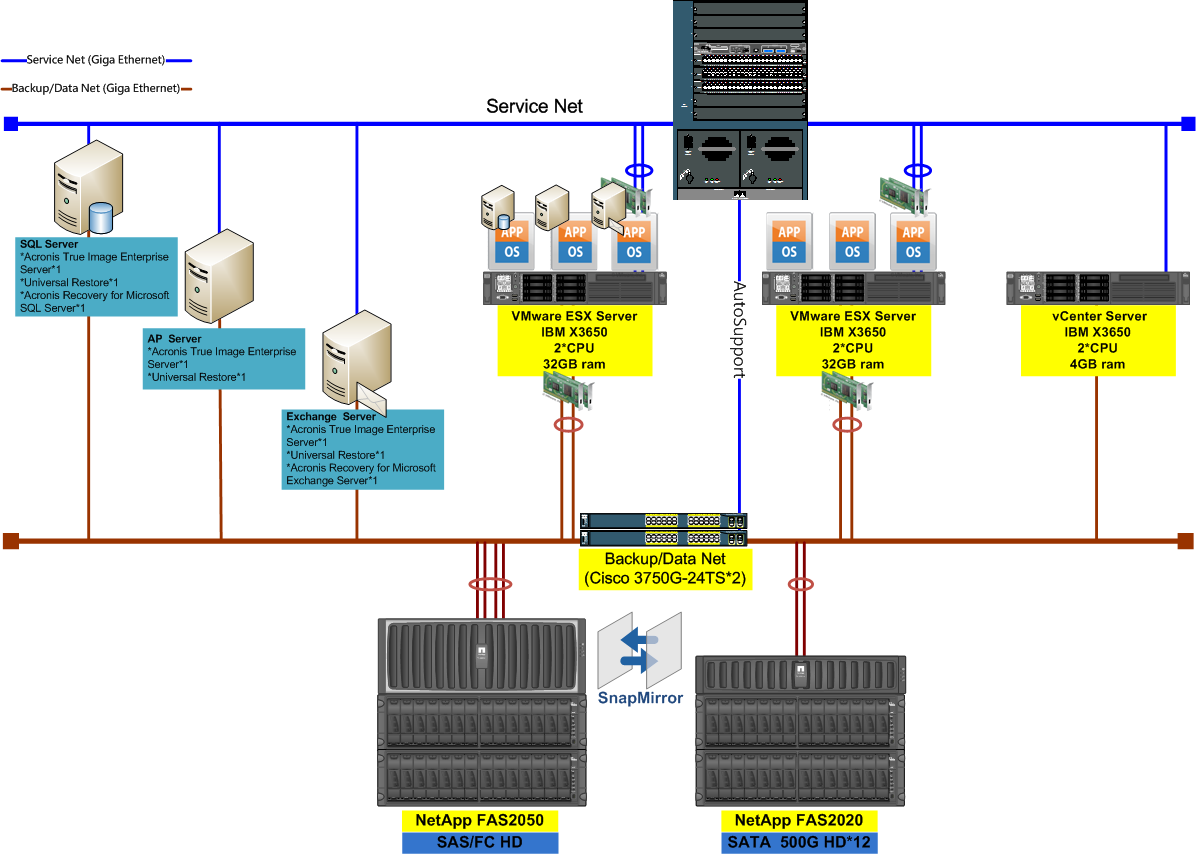 Service Net (Giga Ethernet)
Backup/Data Net (Giga Ethernet)
Service Net
SQL Server
*Acronis True Image Enterprise
Server*1
*Universal Restore*1
*Acronis Recovery for Microsoft
SQL Server*1
AP Server
*Acronis True Image Enterprise
Server*1
*Universal Restore*1
Exchange Server
*Acronis True Image Enterprise
Server*1
*Universal Restore*1
*Acronis Recovery for Microsoft
Exchange Server*1
APP
OS
APP
OS
APP
OS
VMware ESX Server
IBM X3650
2*CPU
32GB ram
AutoSupport
APP
OS
APP
OS
APP
OS
VMware ESX Server
IBM X3650
2*CPU
32GB ram
vCenter Server
IBM X3650
2*CPU
4GB ram
Backup/Data Net
(Cisco 3750G-24TS*2)
SnapMirror
NetApp FAS2050
SAS/FC HD
NetApp FAS2020
SATA 500G HD*12